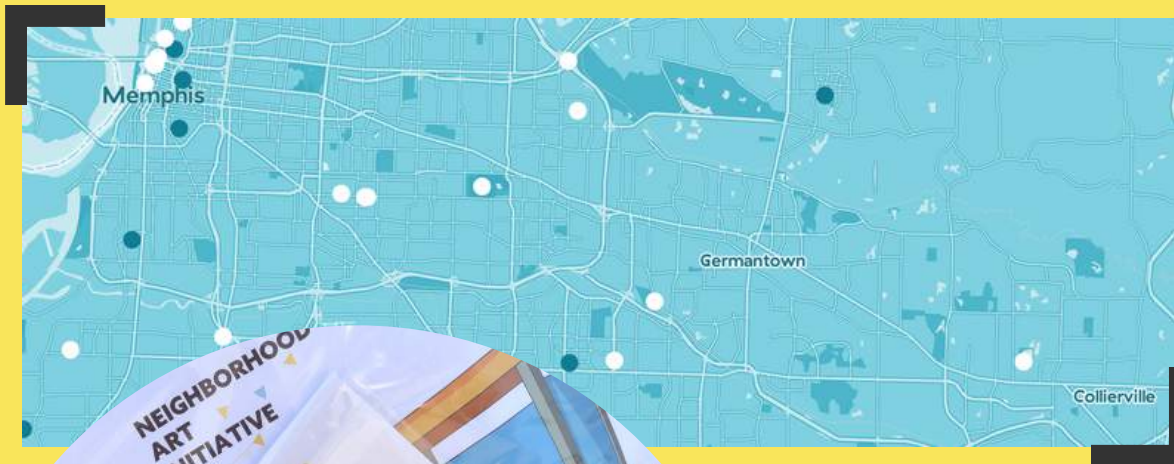 Memphis
Germantown
Collierville
NEIGHBORHOOD
ART
INITIATIVE